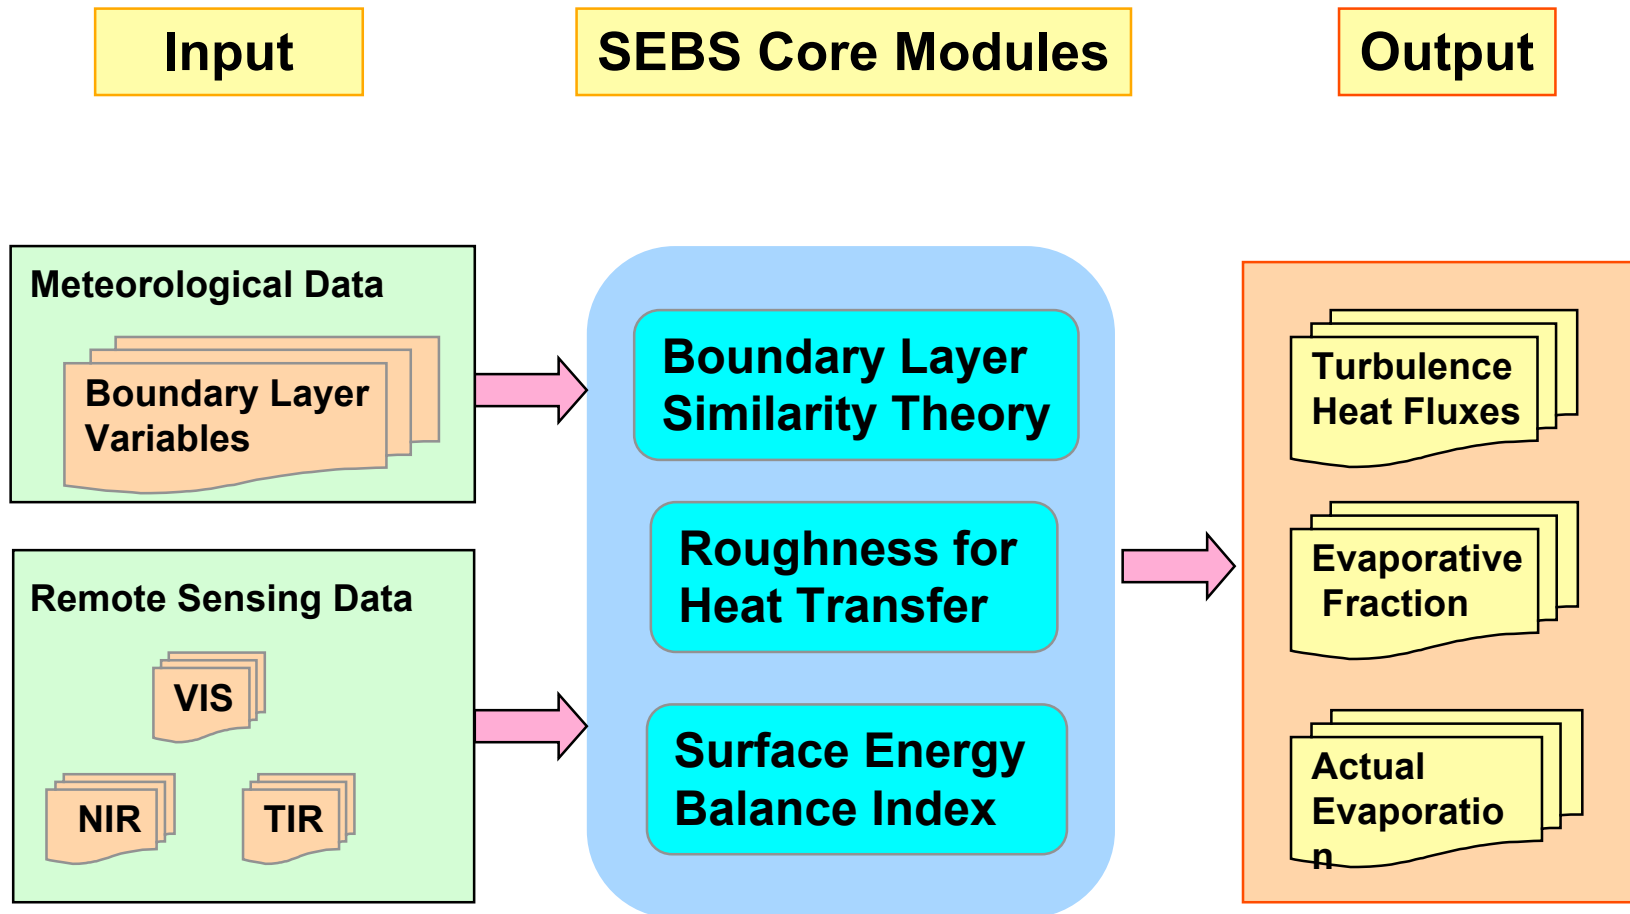 Input
SEBS Core Modules
Output
Meteorological Data
Boundary Layer
Variables
Remote Sensing Data
VIS
NIR
TIR
Boundary Layer
Similarity Theory
Roughness for
Heat Transfer
Surface Energy
Balance Index
Turbulence
Heat Fluxes
Evaporative
Fraction
Actual
Evaporatio
n